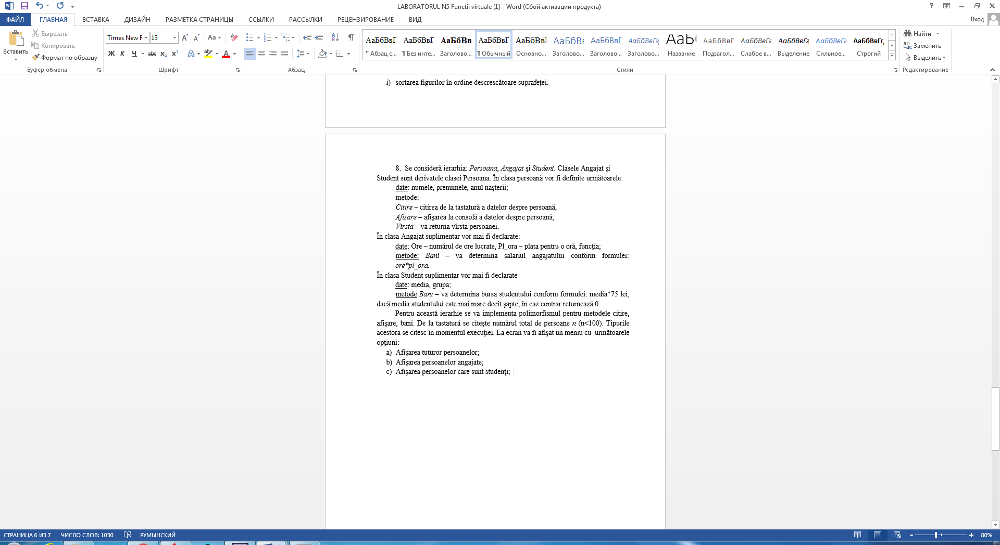 LABORATORUL N5 Functii virtuale (1) - Word (Сбой активации продукта)
ФАЙЛ ГЛАВНАЯ ВСТАВКА ДИЗАЙН РАЗМЕТКА СТРАНИЦЫ ССЫЛКИ РАССЫЛКИ РЕЦЕНЗИРОВАНИЕ ВИД Вход
Вставить
Вырезать
Копировать
Формат по образцу
Буфер обмена
Times New F 13
Шрифт
Абзац
АаБбВвГ АаБбВвГ АаБбВв АаБбВвГ АаБбВвІ АаБбВı АаБбВвГ АаБбВвГг, АаЬ АаБбВвГ АаБбВвГг АаБбВвГг АаБбВвГг АаБбВвГг,
¶ Абзац с... ¶ Без инте... Заголово... ¶ Обычный Основно... Заголово... Заголово... Заголово... Название Подзагол... Слабое в... Выделение Сильное... Строгий
Стили
Найти
Заменить
Выделить
Редактирование
i) sortarea figurilor în ordine descrescătoare suprafeţei.
8. Se consideră ierarhia: Persoana, Angajat şi Student. Clasele Angajat şi
Student sunt derivatele clasei Persoana. În clasa persoană vor fi definite următoarele:
date: numele, prenumele, anul naşterii;
metode:
Citire – citirea de la tastatură a datelor despre persoană,
Afisare – afişarea la consolă a datelor despre persoană;
Virsta – va returna vîrsta persoanei.
În clasa Angajat suplimentar vor mai fi declarate:
date: Ore – numărul de ore lucrate, Pl_ora – plata pentru o oră, funcţia;
metode: Bani – va determina salariul angajatului conform formulei:
ore*pl_ora.
În clasa Student suplimentar vor mai fi declarate
date: media, grupa;
metode Bani – va determina bursa studentului conform formulei: media*75 lei,
dacă media studentului este mai mare decît şapte, în caz contrar returnează 0.
Pentru această ierarhie se va implementa polimorfismul pentru metodele citire,
afişare, bani. De la tastatură se citeşte numărul total de persoane n (n<100). Tipurile
acestora se citesc în momentul execuţiei. La ecran va fi afişat un meniu cu următoarele
opţiuni:
a) Afişarea tuturor persoanelor;
b) Afişarea persoanelor angajate;
c) Afişarea persoanelor care sunt studenţi;
СТРАНИЦА 6 ИЗ 7 ЧИСЛО СЛОВ: 1030 РУМЫНСКИЙ 80%